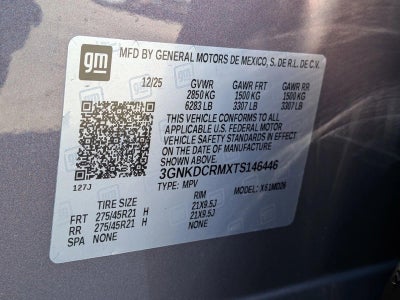 gm
MFD BY GENERAL MOTORS DE MEXICO, S. DE R.L. DE C.V.
12/25 GVWR GAWR FRT GAWR RR
2850 KG 1500 KG 1500 KG
6283 LB 3307 LB 3307 LB
THIS VEHICLE CONFORMS TO ALL
APPLICABLE U.S. FEDERAL MOTOR
VEHICLE SAFETY STANDARDS IN EFFECT
ON THE DATE OF MANUFACTURE
SHOWN ABOVE.
3GNKDCRMXTS146446
127J TYPE: MPV MODEL:
TIRE SIZE RIM
FRT 275/45R21 H 21X9.5J
RR 275/45R21 H 21X9.5J
SPA NONE NONE